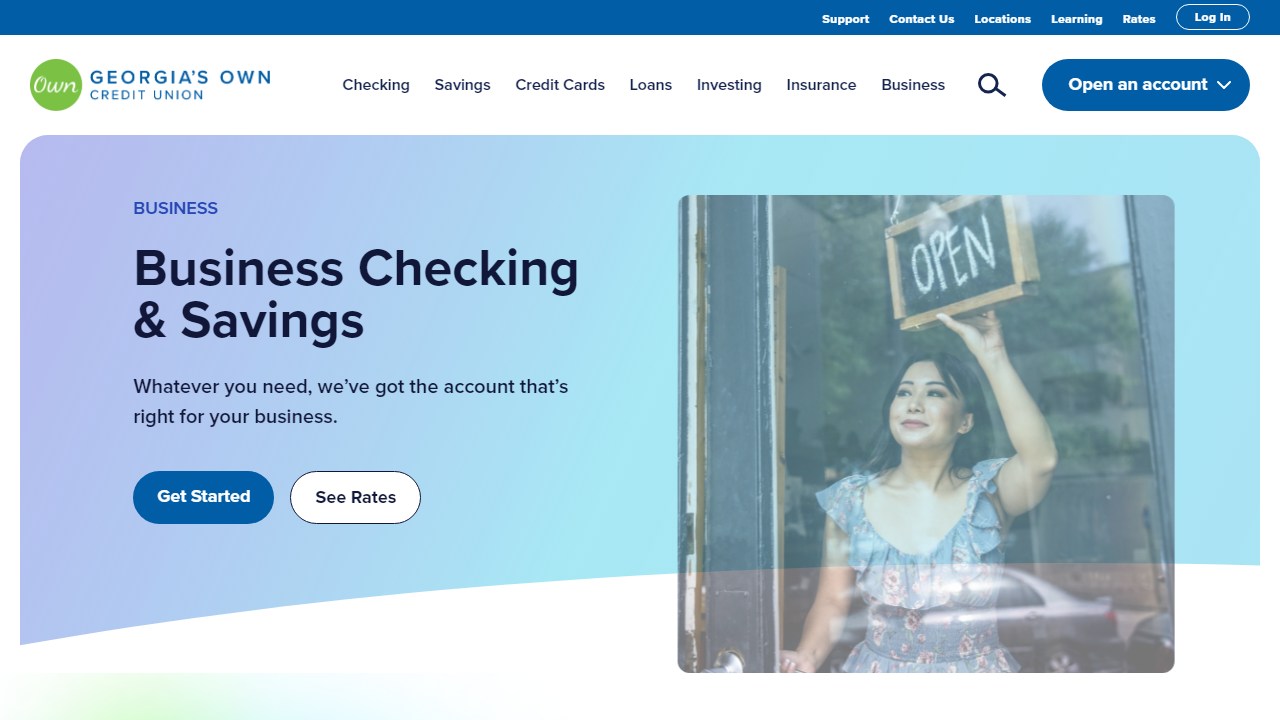 Support Contact Us Locations Learning Rates Log In
Own GEORGIA'S OWN
CREDIT UNION
Checking Savings Credit Cards Loans Investing Insurance Business Open an account
BUSINESS
Business Checking
& Savings
Whatever you need, we’ve got the account that’s
right for your business.
Get Started See Rates
OPEN